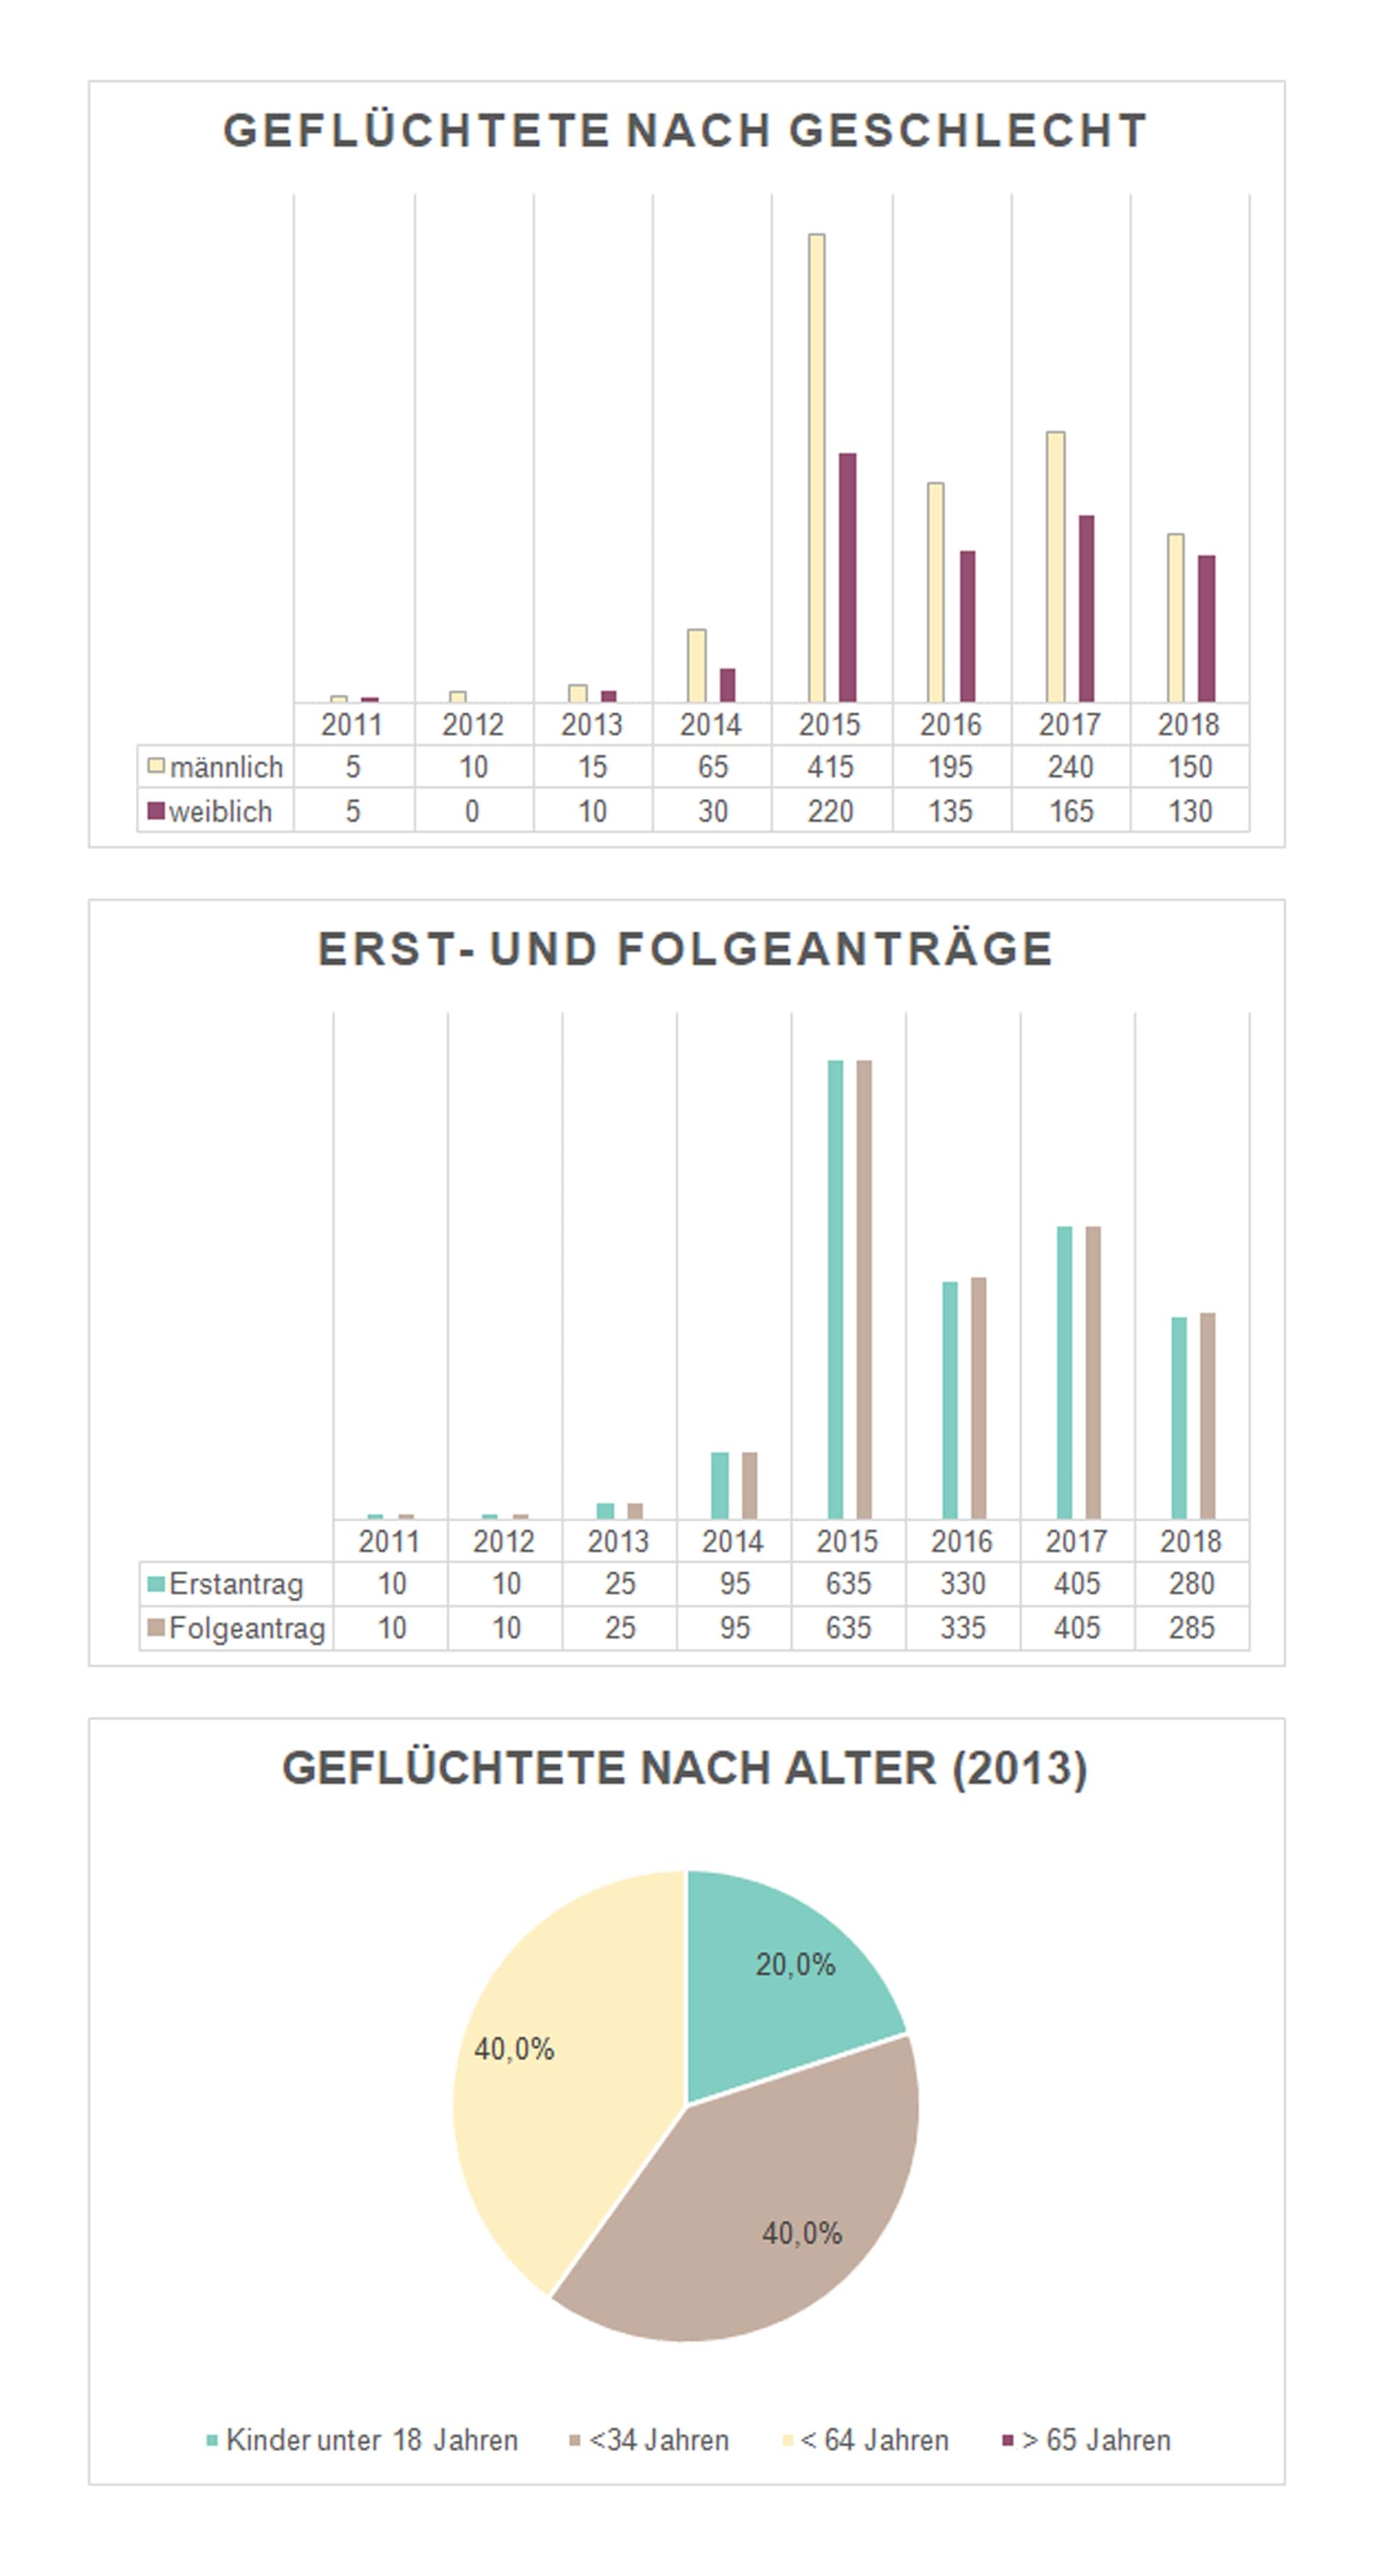 GEFLÜCHTETE NACH GESCHLECHT
2011 2012 2013 2014 2015 2016 2017 2018
männlich 5 10 15 65 415 195 240 150
weiblich 5 0 10 30 220 135 165 130
ERST- UND FOLGEANTRÄGE
2011 2012 2013 2014 2015 2016 2017 2018
Erstantrag 10 10 25 95 635 330 405 280
Folgeantrag 10 10 25 95 635 335 405 285
GEFLÜCHTETE NACH ALTER (2013)
20,0%
40,0%
40,0%
Kinder unter 18 Jahren <34 Jahren < 64 Jahren > 65 Jahren